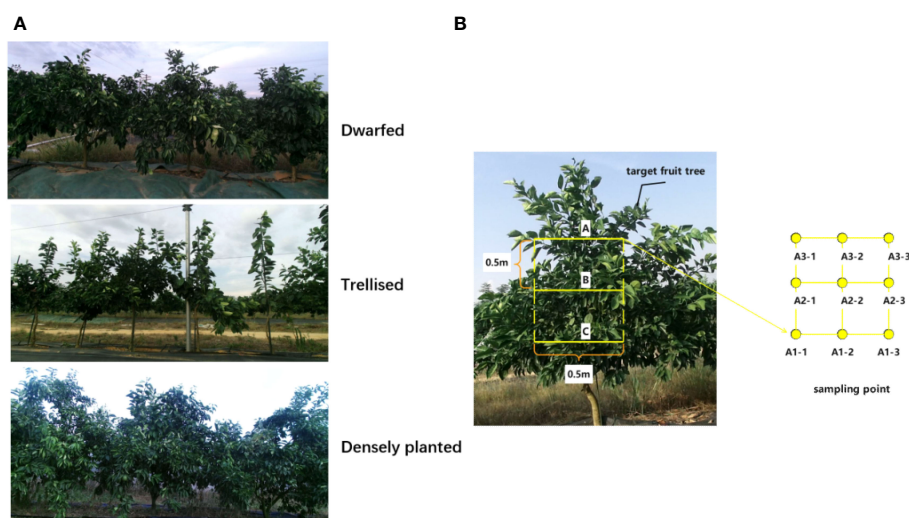 A
B
Dwarfed
Trellised
Densely planted
target fruit tree
A
0.5m
B
C
0.5m
A3-1 A3-2 A3-3
A2-1 A2-2 A2-3
A1-1 A1-2 A1-3
sampling point